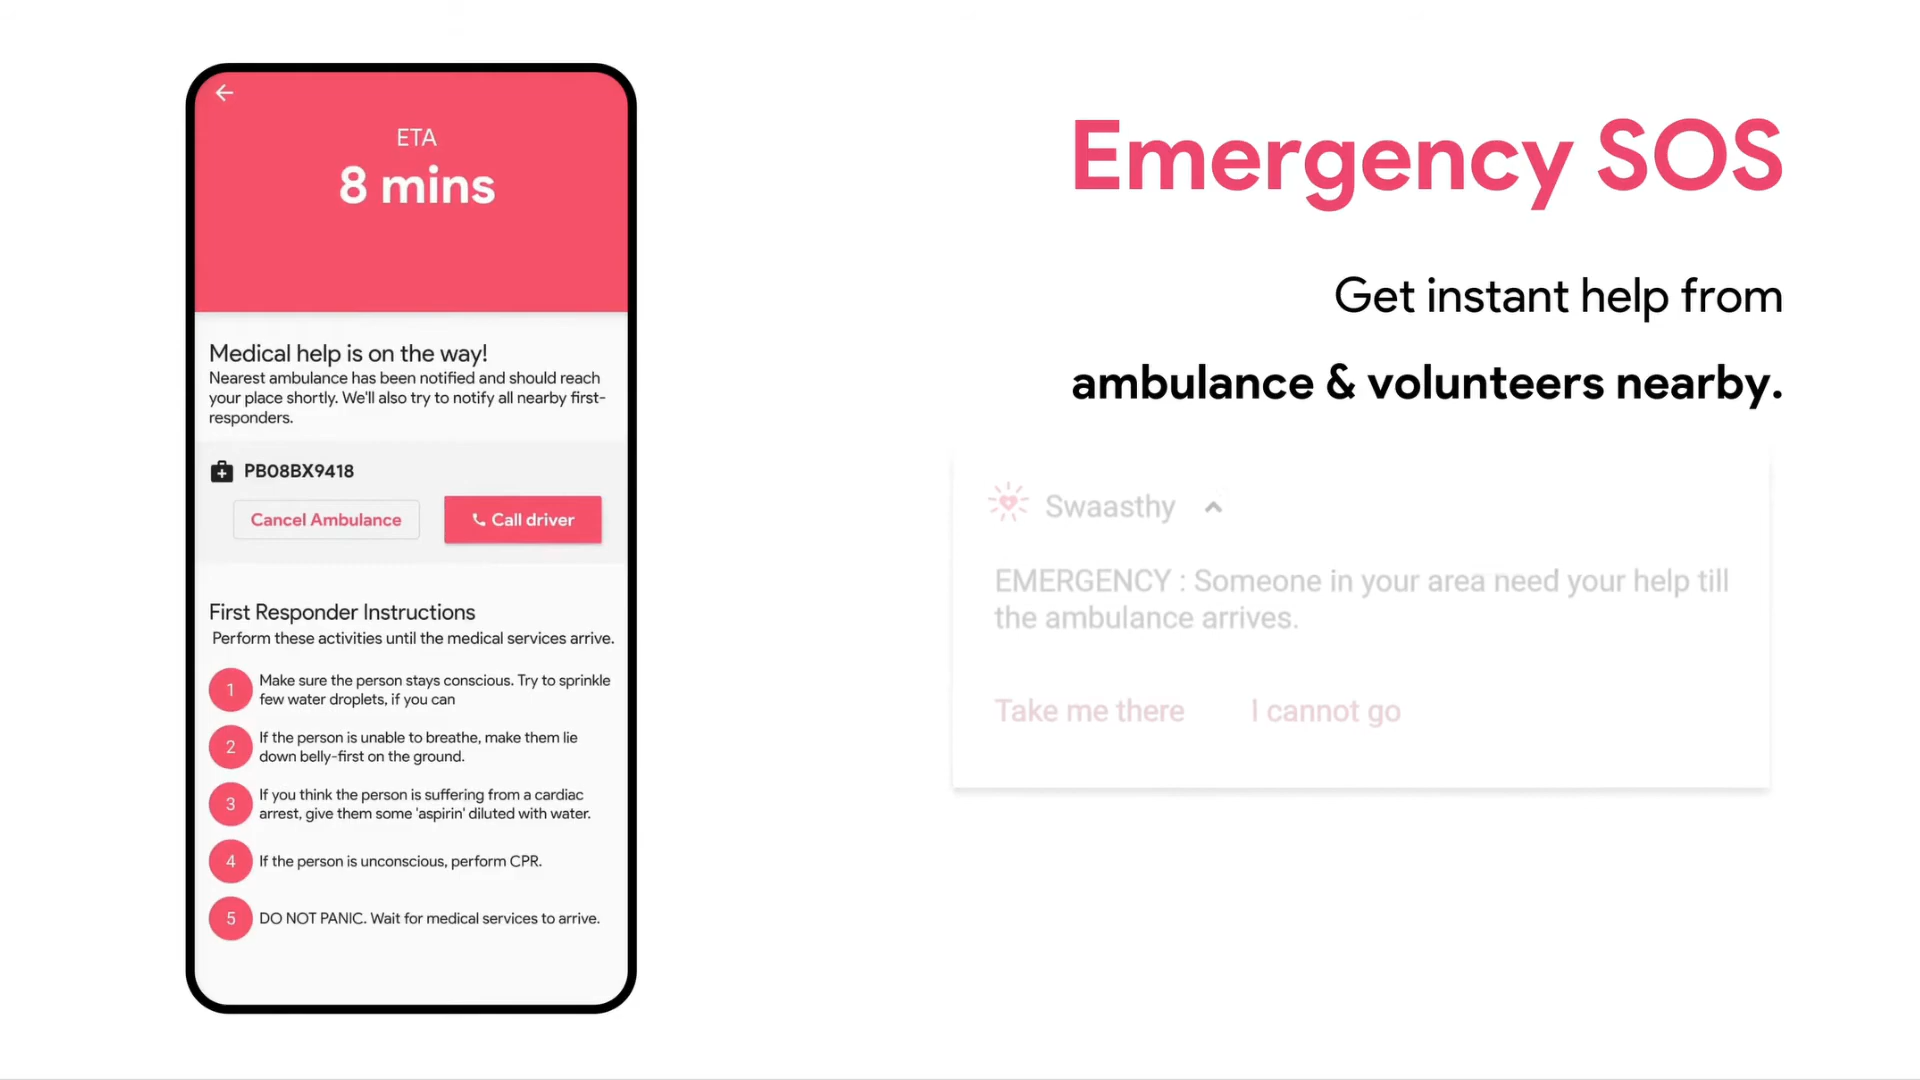 ETA
8 mins
Medical help is on the way!
Nearest ambulance has been notified and should reach
your place shortly. We'll also try to notify all nearby first-
responders.
PB08BX9418
Cancel Ambulance
Call driver
First Responder Instructions
Perform these activities until the medical services arrive.
1 Make sure the person stays conscious. Try to sprinkle
few water droplets, if you can
2 If the person is unable to breathe, make them lie
down belly-first on the ground.
3 If you think the person is suffering from a cardiac
arrest, give them some 'aspirin' diluted with water.
4 If the person is unconscious, perform CPR.
5 DO NOT PANIC. Wait for medical services to arrive.
Emergency SOS
Get instant help from
ambulance & volunteers nearby.
Swaasthy
EMERGENCY : Someone in your area need your help till
the ambulance arrives.
Take me there
I cannot go